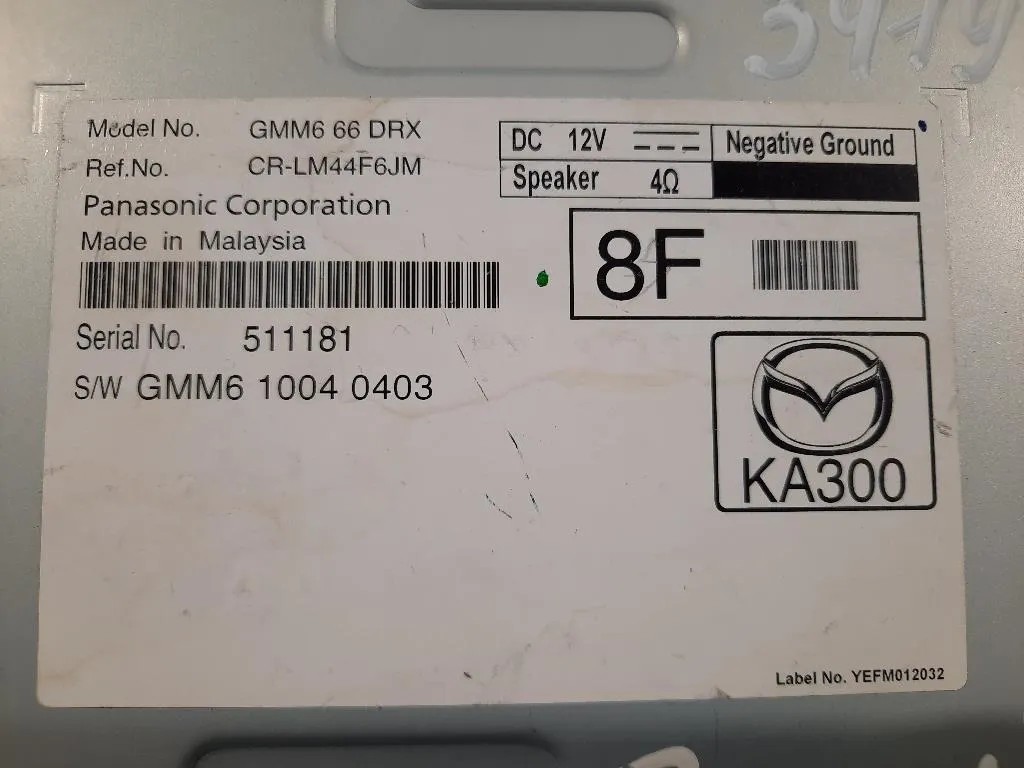 Model No. GMM6 66 DRX
Ref.No. CR-LM44F6JM
Panasonic Corporation
Made in Malaysia
Serial No. 511181
S/W GMM6 1004 0403
DC 12V Negative Ground
Speaker 4Ω
8F
KA300
Label No. YEFM012032